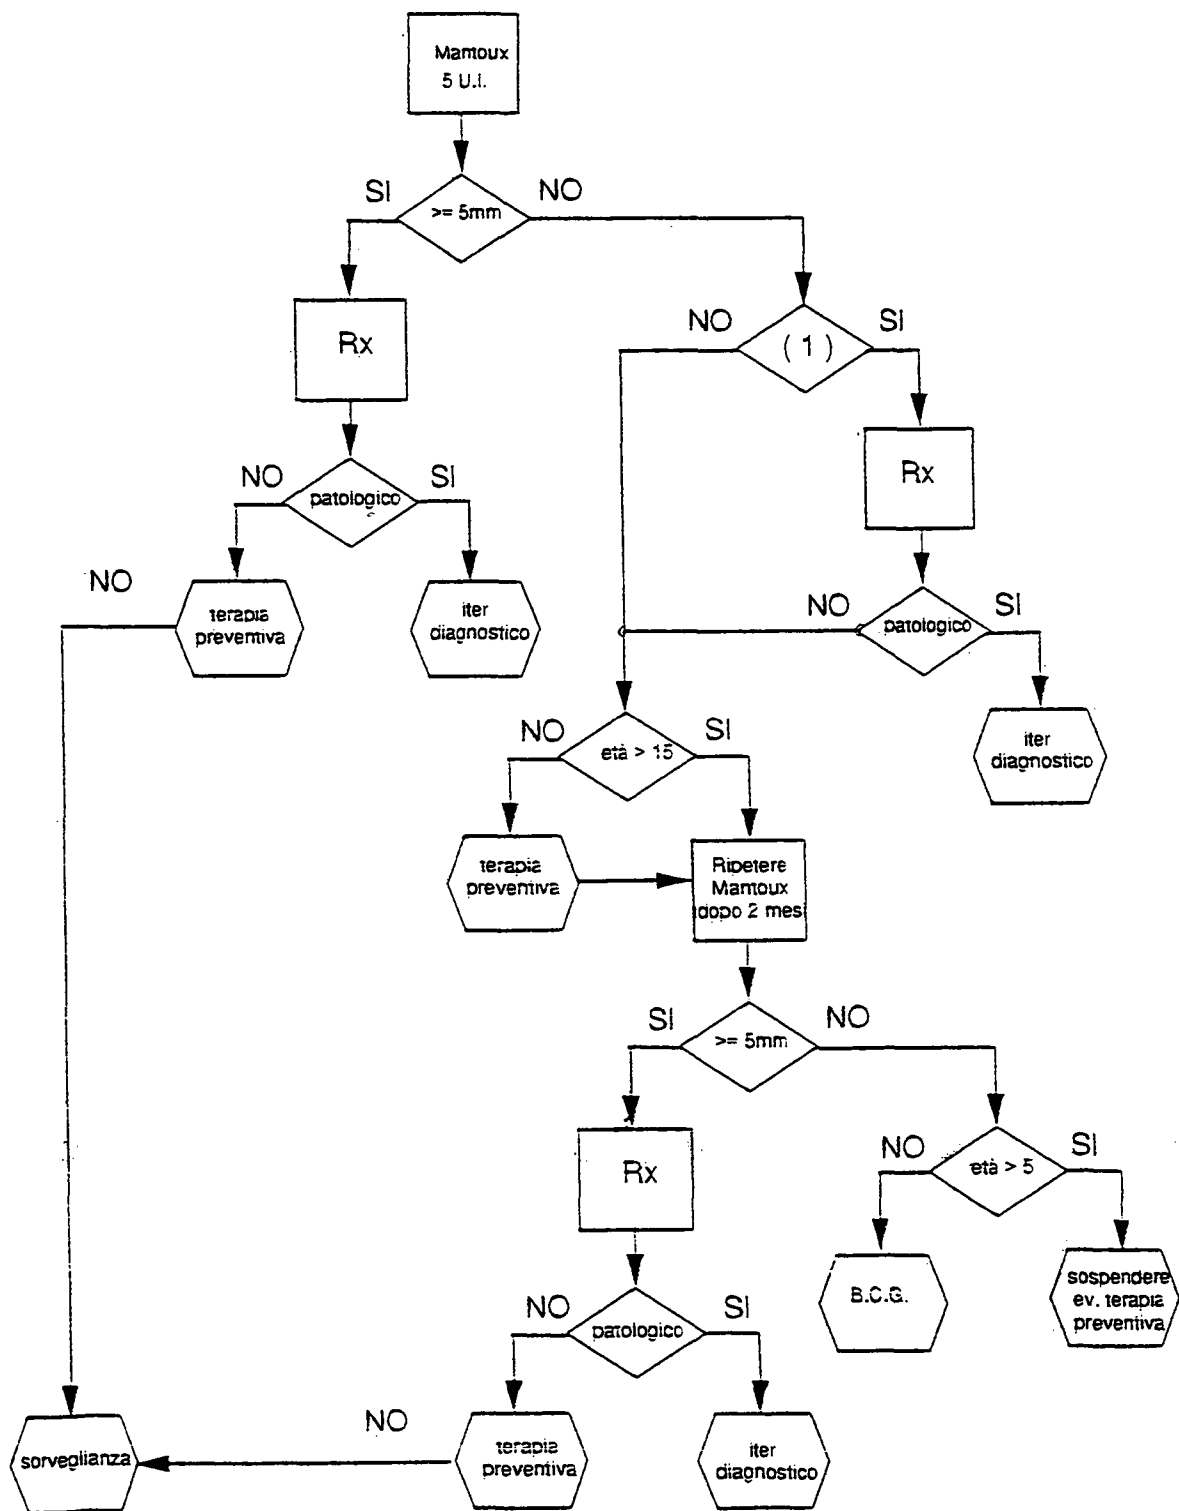 Mantoux
5 U.I.
SI
NO
>= 5mm
Rx
NO
SI
( 1 )
Rx
NO
SI
patologico
NO
terapia
preventiva
iter
diagnostico
NO
SI
patologico
iter
diagnostico
NO
SI
età > 15
terapia
preventiva
Ripetere
Mantoux
dopo 2 mesi
SI
NO
>= 5mm
Rx
NO
SI
età > 5
B.C.G.
sospendere
ev. terapia
preventiva
NO
SI
patologico
NO
sorveglianza
terapia
preventiva
iter
diagnostico